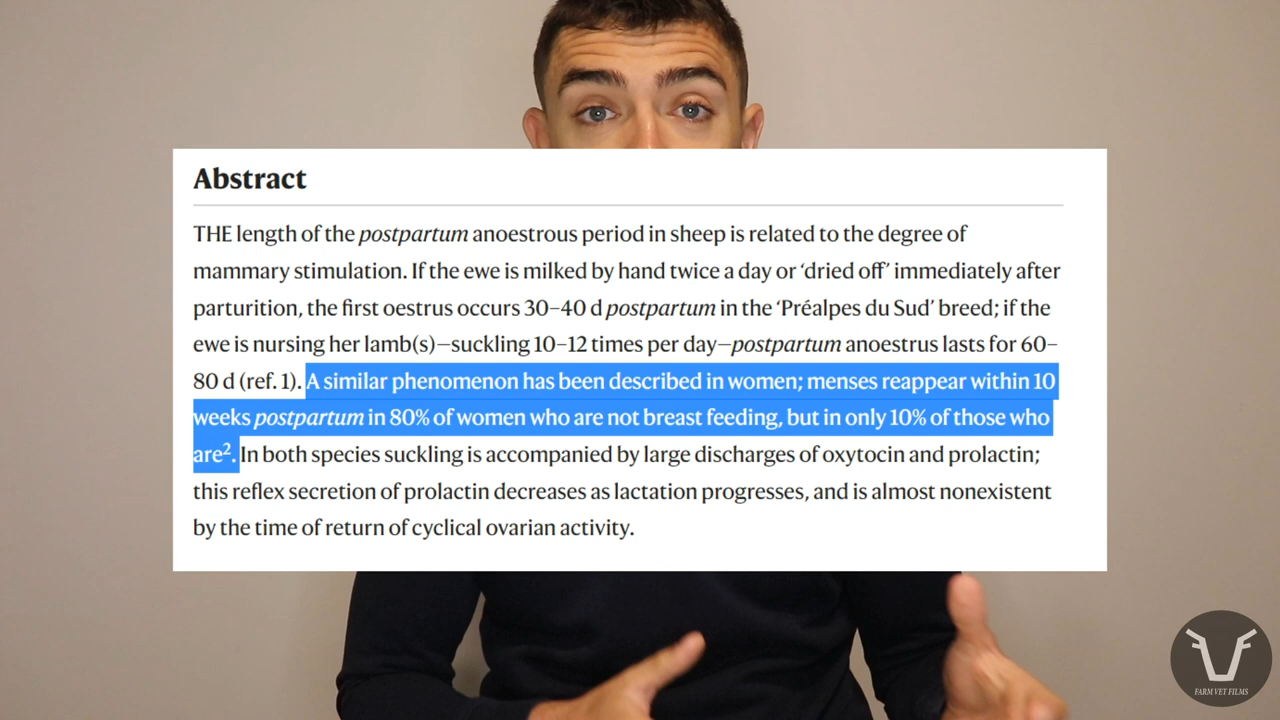 Abstract
THE length of the postpartum anoestrous period in sheep is related to the degree of
mammary stimulation. If the ewe is milked by hand twice a day or ‘dried off’ immediately after
parturition, the first oestrus occurs 30–40 d postpartum in the ‘Préalpes du Sud’ breed; if the
ewe is nursing her lamb(s)—suckling 10–12 times per day—postpartum anoestrus lasts for 60–
80 d (ref. 1). A similar phenomenon has been described in women; menses reappear within 10
weeks postpartum in 80% of women who are not breast feeding, but in only 10% of those who
are2. In both species suckling is accompanied by large discharges of oxytocin and prolactin;
this reflex secretion of prolactin decreases as lactation progresses, and is almost nonexistent
by the time of return of cyclical ovarian activity.
FARM VET FILMS